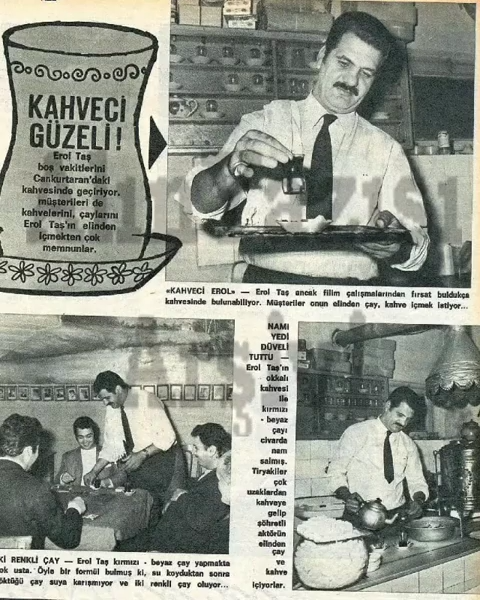 KAHVECİ
GÜZELİ!
Erol Taş
boş vakitlerini
Cankurtaran'daki
kahvesinde geçiriyor.
müşterileri de
kahvelerini, çaylarını
Erol Taş'ın elinden
içmekten çok
memnunlar.
«KAHVECİ EROL» — Erol Taş ancak filim çalışmalarından fırsat buldukça
kahvesinde bulunabiliyor. Müşteriler onun elinden çay, kahve içmek istiyor...
NAMI
YEDİ
DÜVELİ
TUTTU —
Erol Taş'ın
okkalı
kahvesi
ile
kırmızı
- beyaz
çayı
civarda
nam
salmış.
Tiryakiler
çok
uzaklardan
kahveye
gelip
şöhretli
aktörün
elinden
çay
ve
kahve
içiyorlar.
Kİ RENKLİ ÇAY — Erol Taş kırmızı - beyaz çay yapmakta
ok usta. Öyle bir formül bulmuş ki, su koyduktan sonra
öktüğü çay suya karışmıyor ve iki renkli çay oluyor...